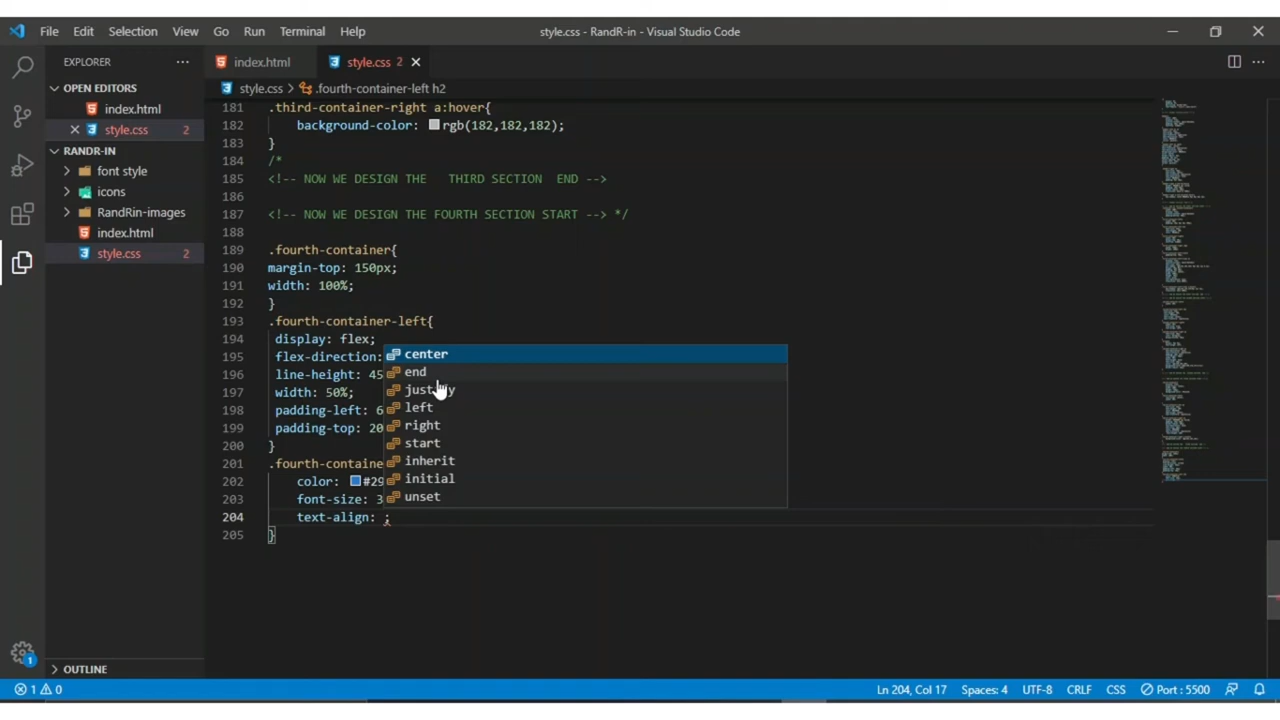 File Edit Selection View Go Run Terminal Help
style.css - RandR-in - Visual Studio Code
EXPLORER
index.html
style.css 2
OPEN EDITORS
index.html
style.css 2
RANDR-IN
font style
icons
RandRin-images
index.html
style.css 2
OUTLINE
style.css > .fourth-container-left h2
181 .third-container-right a:hover{
182 background-color: rgb(182,182,182);
183 }
184 /*
185 <!-- NOW WE DESIGN THE THIRD SECTION END -->
186
187 <!-- NOW WE DESIGN THE FOURTH SECTION START --> */
188
189 .fourth-container{
190 margin-top: 150px;
191 width: 100%;
192 }
193 .fourth-container-left{
194 display: flex;
195 flex-direction:
196 line-height: 45
197 width: 50%;
198 padding-left: 6
199 padding-top: 20
200 }
201 .fourth-container
202 color: #29
203 font-size: 3
204 text-align: ;
205 }
center
end
justify
left
right
start
inherit
initial
unset
1
1 0
Ln 204, Col 17
Spaces: 4
UTF-8
CRLF
CSS
Port : 5500